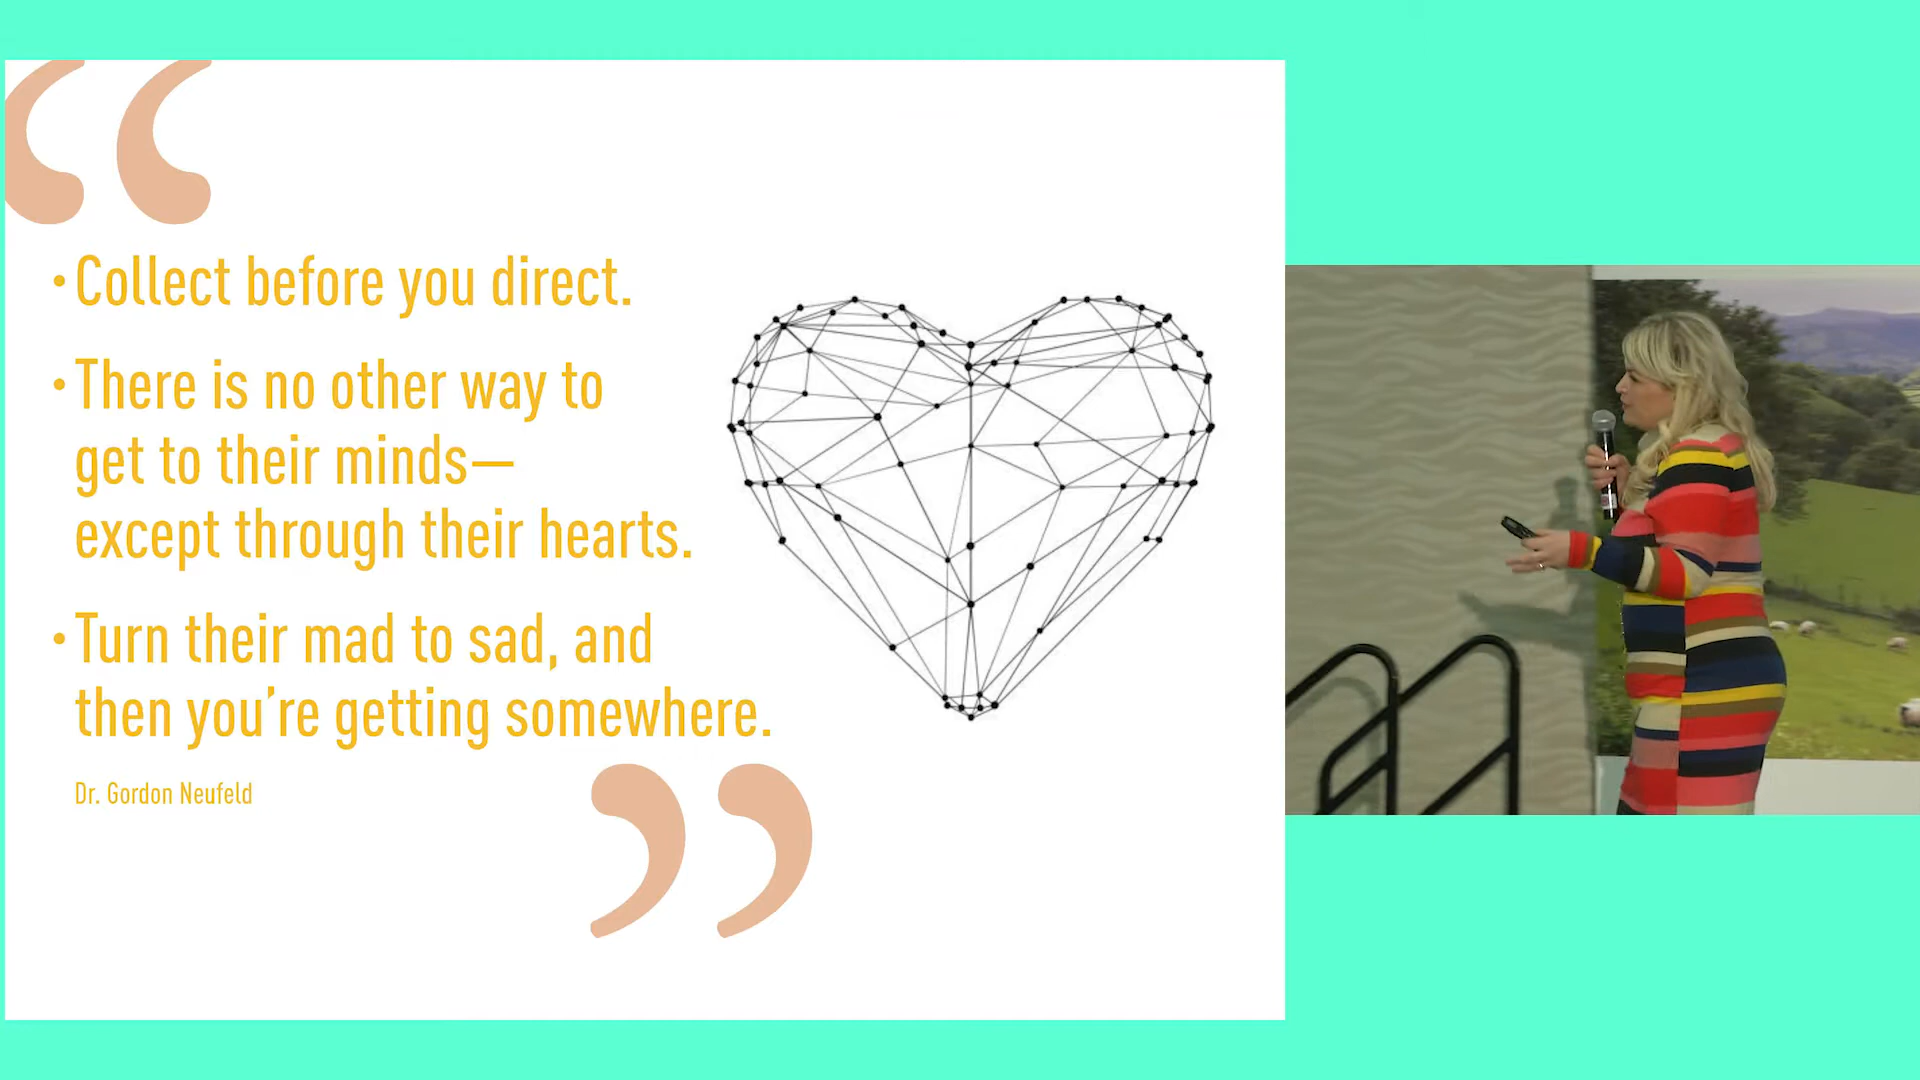 “
• Collect before you direct.
• There is no other way to
get to their minds—
except through their hearts.
• Turn their mad to sad, and
then you’re getting somewhere.
Dr. Gordon Neufeld
”